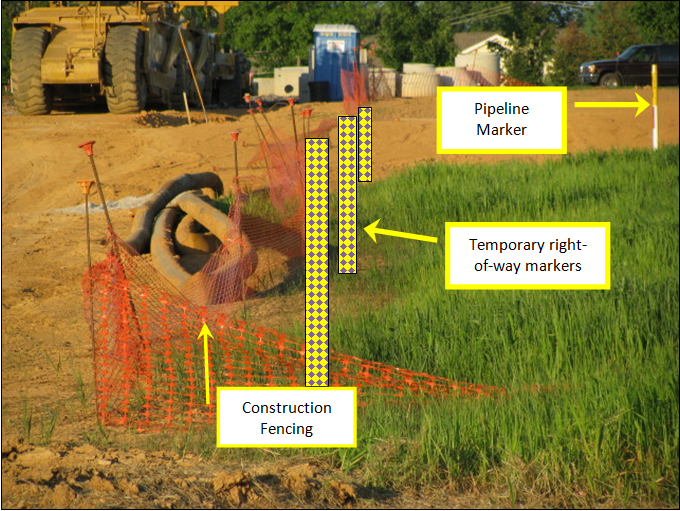 Pipeline
Marker
Temporary right-
of-way markers
Construction
Fencing